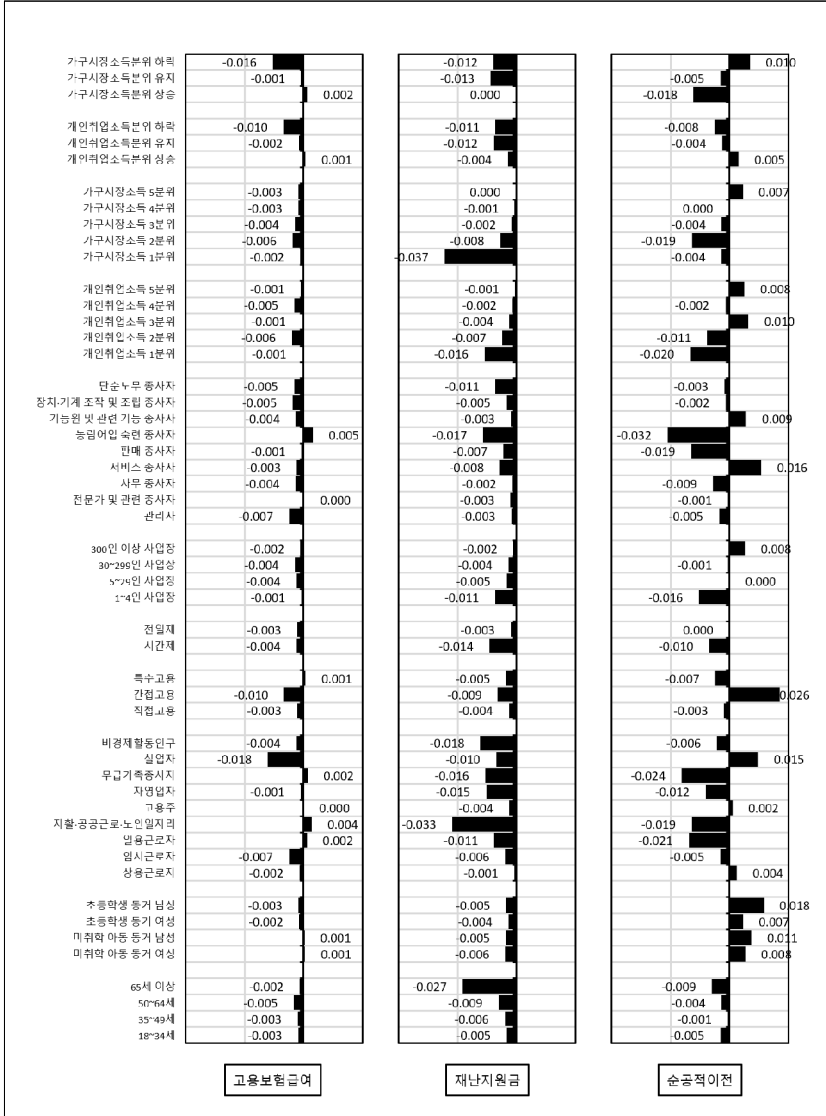 가구시장소득분위 하락 -0.016 -0.012 0.010
가구시장소득분위 유지 -0.001 -0.013 -0.005
가구시장소득분위 상승 0.002 0.000 -0.018
개인취업소득분위 하락 -0.010 -0.011 -0.008
개인취업소득분위 유지 -0.002 -0.012 -0.004
개인취업소득분위 상승 0.001 -0.004 0.005
가구시장소득 5분위 -0.003 0.000 0.007
가구시장소득 4분위 -0.003 -0.001 0.000
가구시장소득 3분위 -0.004 -0.002 -0.004
가구시장소득 2분위 -0.006 -0.008 -0.019
가구시장소득 1분위 -0.002 -0.037 -0.004
개인취업소득 5분위 -0.001 -0.001 0.008
개인취업소득 4분위 -0.005 -0.002 -0.002
개인취업소득 3분위 -0.001 -0.004 0.010
개인취업소득 2분위 -0.006 -0.007 -0.011
개인취업소득 1분위 -0.001 -0.016 -0.020
단순노무 종사자 -0.005 -0.011 -0.003
장치·기계 조작 및 조립 종사자 -0.005 -0.005 -0.002
기능원 및 관련 기능 종사자 -0.004 -0.003 0.009
농림어업 숙련 종사자 0.005 -0.017 -0.032
판매 종사자 -0.001 -0.007 -0.019
서비스 종사자 -0.003 -0.008 0.016
사무 종사자 -0.004 -0.002 -0.009
전문가 및 관련 종사자 0.000 -0.003 -0.001
관리자 -0.007 -0.003 -0.005
300인 이상 사업장 -0.002 -0.002 0.008
30~299인 사업장 -0.004 -0.004 -0.001
5~29인 사업장 -0.004 -0.005 0.000
1~4인 사업장 -0.001 -0.011 -0.016
전일제 -0.003 -0.003 0.000
시간제 -0.004 -0.014 -0.010
특수고용 0.001 -0.005 -0.007
간접고용 -0.010 -0.009 0.026
직접고용 -0.003 -0.004 -0.003
비경제활동인구 -0.004 -0.018 -0.006
실업자 -0.018 -0.010 0.015
무급가족종사자 0.002 -0.016 -0.024
자영업자 -0.001 -0.015 -0.012
고용주 0.000 -0.004 0.002
자활·공공근로·노인일자리 0.004 -0.033 -0.019
일용근로자 0.002 -0.011 -0.021
임시근로자 -0.007 -0.006 -0.005
상용근로자 -0.002 -0.001 0.004
초등학생 동거 남성 -0.003 -0.005 0.018
초등학생 동거 여성 -0.002 -0.004 0.007
미취학 아동 동거 남성 0.001 -0.005 0.011
미취학 아동 동거 여성 0.001 -0.006 0.008
65세 이상 -0.002 -0.027 -0.009
50~64세 -0.005 -0.009 -0.004
35~49세 -0.003 -0.006 -0.001
18~34세 -0.003 -0.005 -0.005
고용보험급여 재난지원금 순공적이전